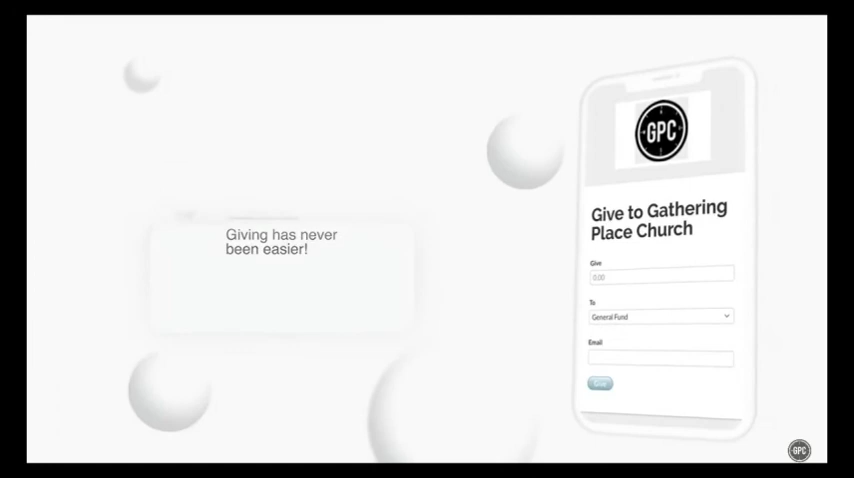 Giving has never
been easier!
GPC
Give to Gathering
Place Church
Give
0.00
To
General Fund
Email
Give
GPC